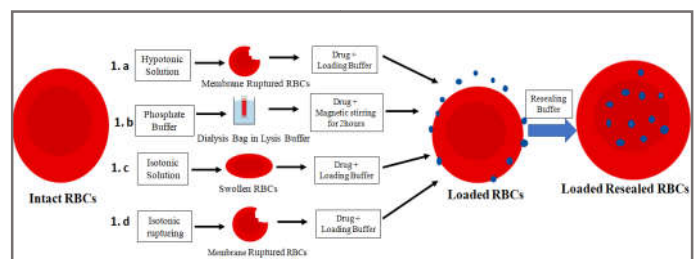 1. a
Hypotonic
Solution
Membrane Ruptured RBCs
Drug +
Loading Buffer
1. b
Phosphate
Buffer
Dialysis Bag in Lysis Buffer
Drug +
Magnetic stirring
for 2hours
1. c
Isotonic
Solution
Swollen RBCs
Drug +
Loading Buffer
1. d
Isotonic
rupturing
Membrane Ruptured RBCs
Drug +
Loading Buffer
Intact RBCs
Loaded RBCs
Resealing
Buffer
Loaded Resealed RBCs